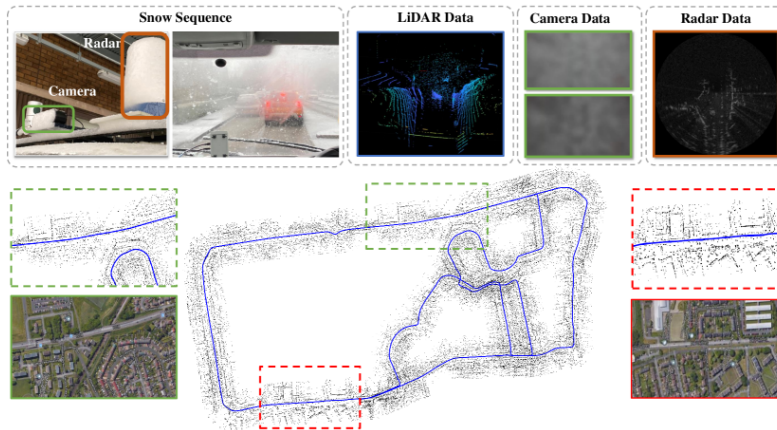 Snow Sequence
LiDAR Data
Camera Data
Radar Data
Radar
Camera